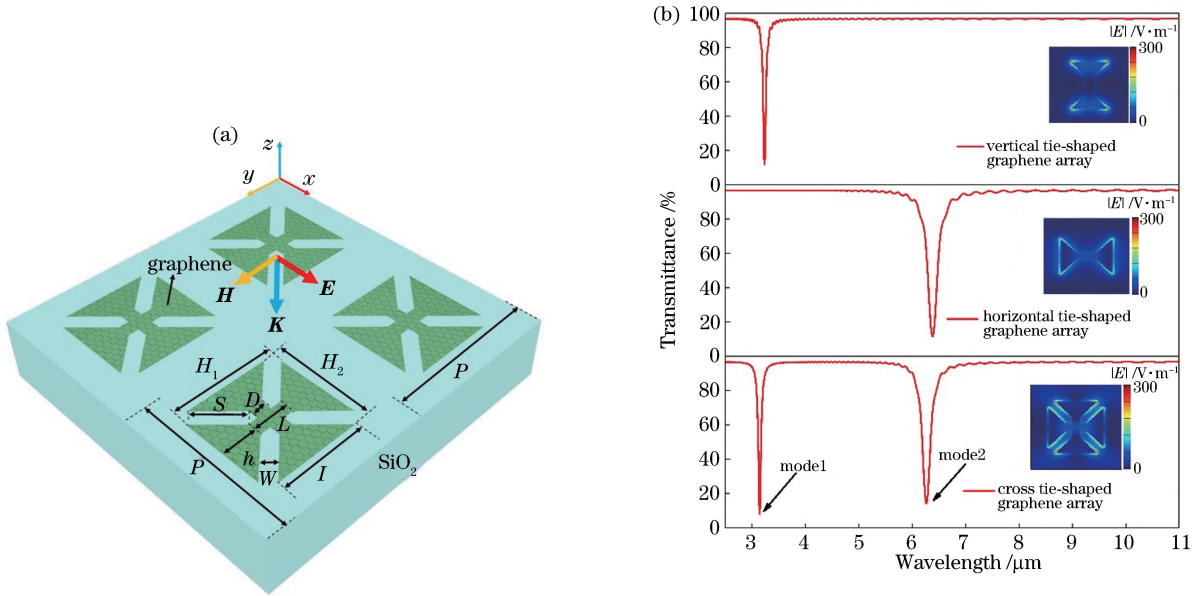 (a)
z
y
x
graphene
H
E
K
H₁
H₂
P
D
S
L
h
W
I
P
SiO₂
(b)
Transmittance /%
100
80
60
40
20
0
|E| /V·m⁻¹
300
0
vertical tie-shaped
graphene array
80
60
40
20
0
|E| /V·m⁻¹
300
0
horizontal tie-shaped
graphene array
80
60
40
20
0
|E| /V·m⁻¹
300
0
mode1
mode2
cross tie-shaped
graphene array
3 4 5 6 7 8 9 10 11
Wavelength /μm